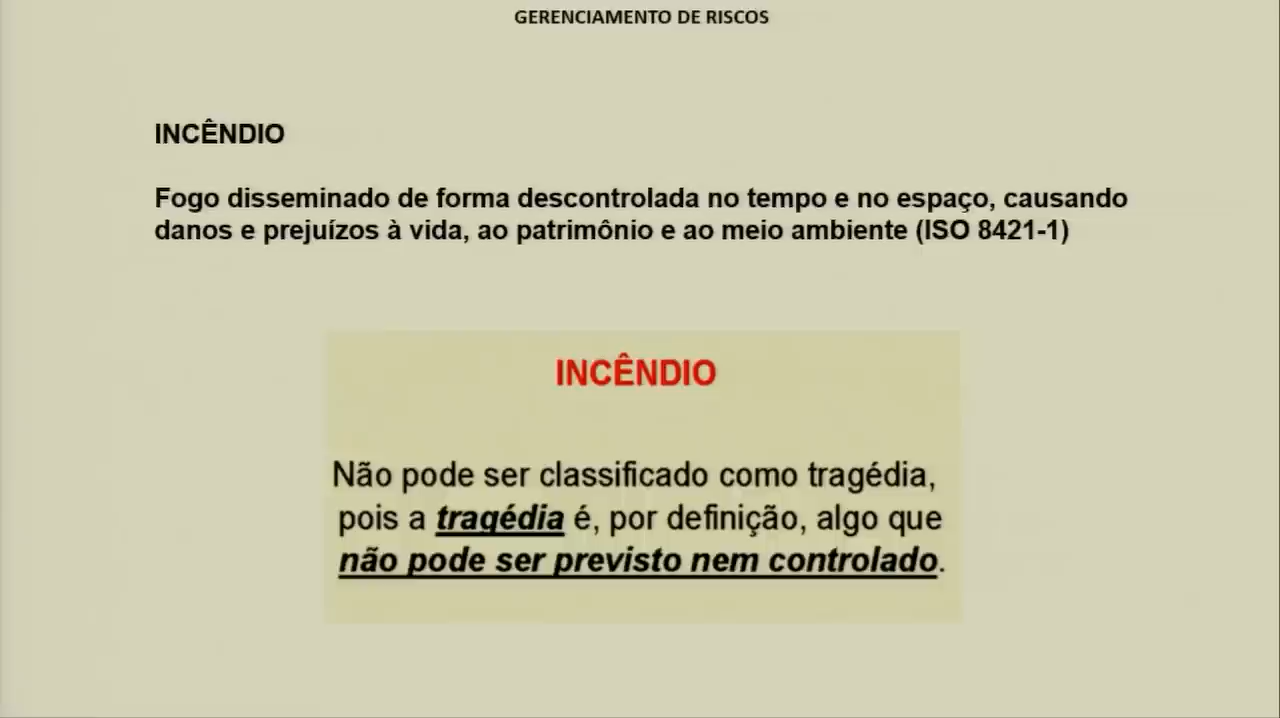 GERENCIAMENTO DE RISCOS
INCÊNDIO
Fogo disseminado de forma descontrolada no tempo e no espaço, causando
danos e prejuízos à vida, ao patrimônio e ao meio ambiente (ISO 8421-1)
INCÊNDIO
Não pode ser classificado como tragédia,
pois a tragédia é, por definição, algo que
não pode ser previsto nem controlado.